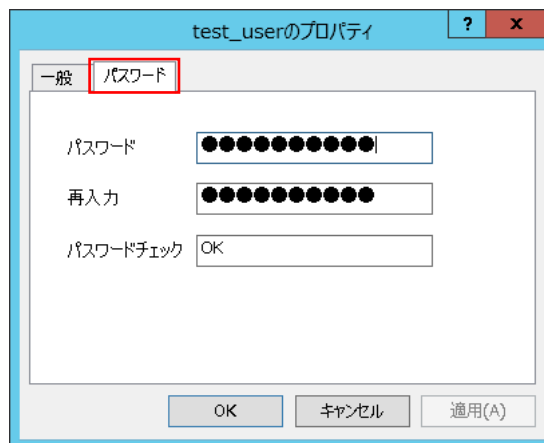 test_userのプロパティ
? x
一般 パスワード
パスワード ●●●●●●●●●●
再入力 ●●●●●●●●●●
パスワードチェック OK
OK キャンセル 適用(A)